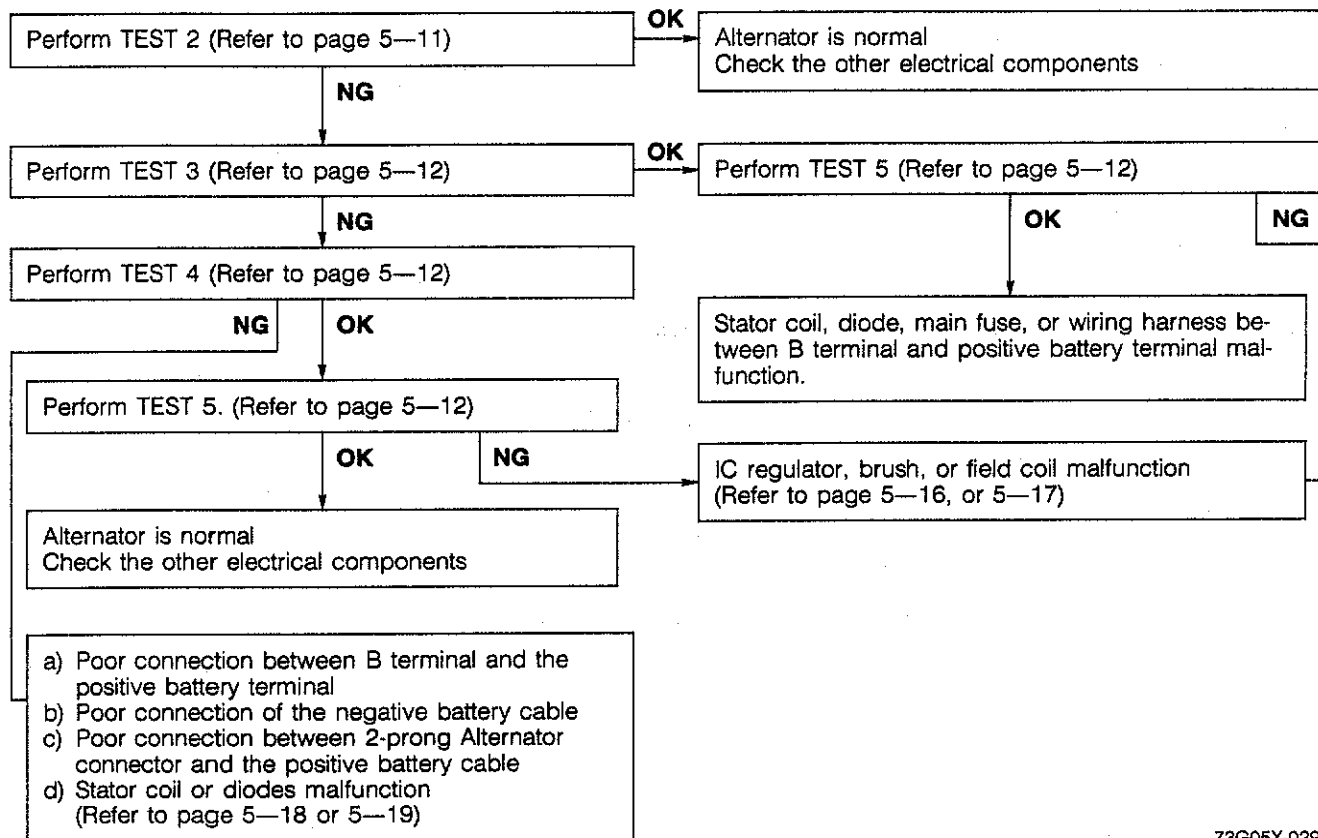 Perform TEST 2 (Refer to page 5—11)
OK
Alternator is normal
Check the other electrical components
NG
Perform TEST 3 (Refer to page 5—12)
OK
Perform TEST 5 (Refer to page 5—12)
NG
OK
NG
Perform TEST 4 (Refer to page 5—12)
NG
OK
Stator coil, diode, main fuse, or wiring harness be-
tween B terminal and positive battery terminal mal-
function.
Perform TEST 5. (Refer to page 5—12)
OK
NG
IC regulator, brush, or field coil malfunction
(Refer to page 5—16, or 5—17)
Alternator is normal
Check the other electrical components
a) Poor connection between B terminal and the
positive battery terminal
b) Poor connection of the negative battery cable
c) Poor connection between 2-prong Alternator
connector and the positive battery cable
d) Stator coil or diodes malfunction
(Refer to page 5—18 or 5—19)
73G05X-029